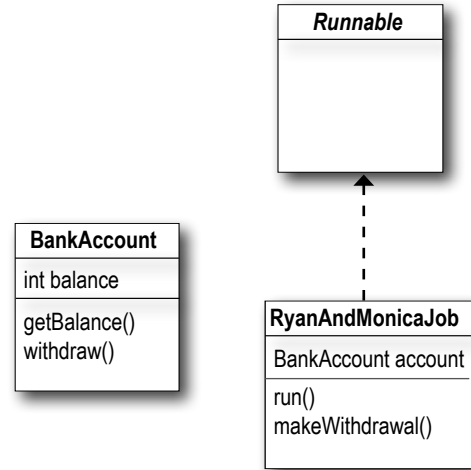 Runnable
BankAccount
int balance
getBalance()
withdraw()
RyanAndMonicaJob
BankAccount account
run()
makeWithdrawal()